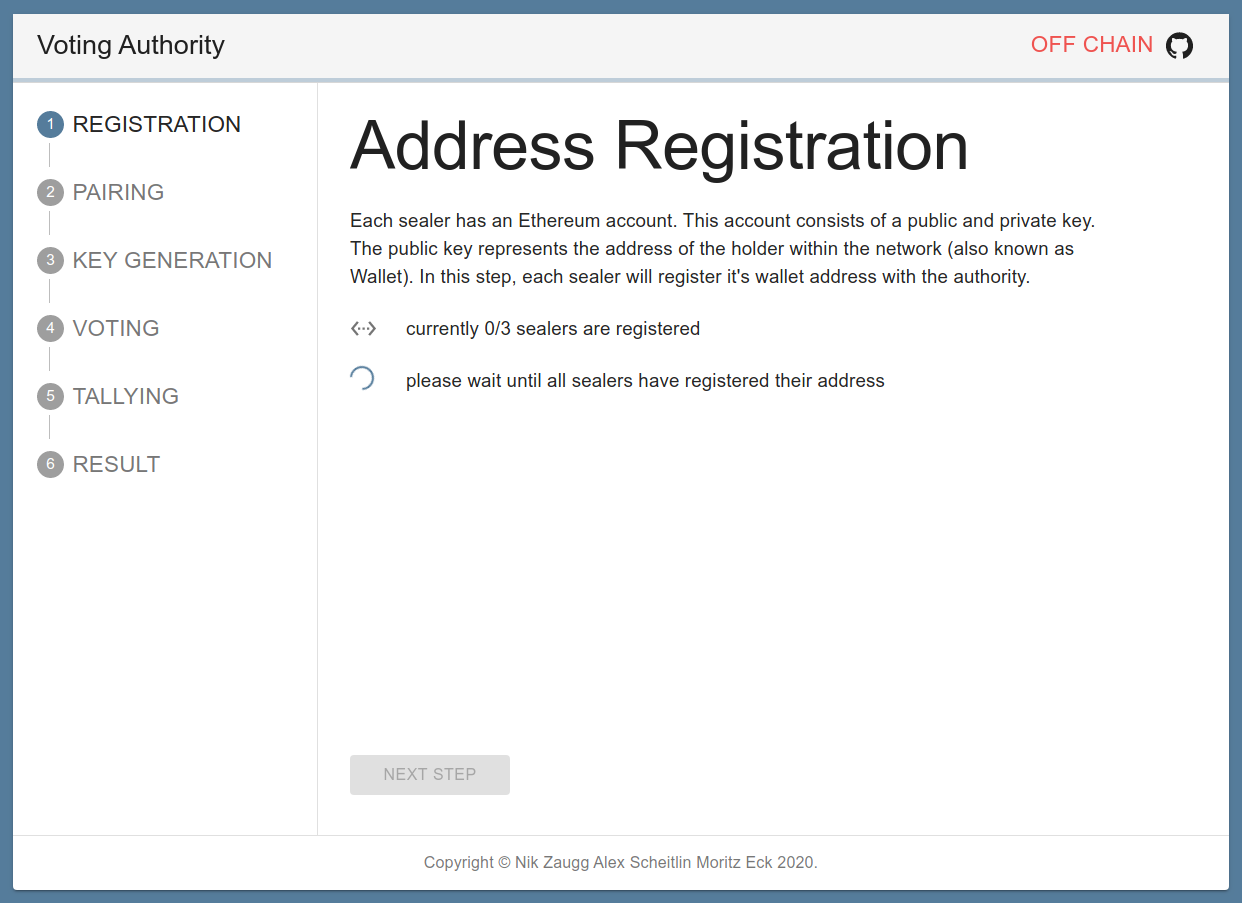 Voting Authority
OFF CHAIN
1 REGISTRATION
2 PAIRING
3 KEY GENERATION
4 VOTING
5 TALLYING
6 RESULT
Address Registration
Each sealer has an Ethereum account. This account consists of a public and private key.
The public key represents the address of the holder within the network (also known as
Wallet). In this step, each sealer will register it's wallet address with the authority.
currently 0/3 sealers are registered
please wait until all sealers have registered their address
NEXT STEP
Copyright © Nik Zaugg Alex Scheitlin Moritz Eck 2020.